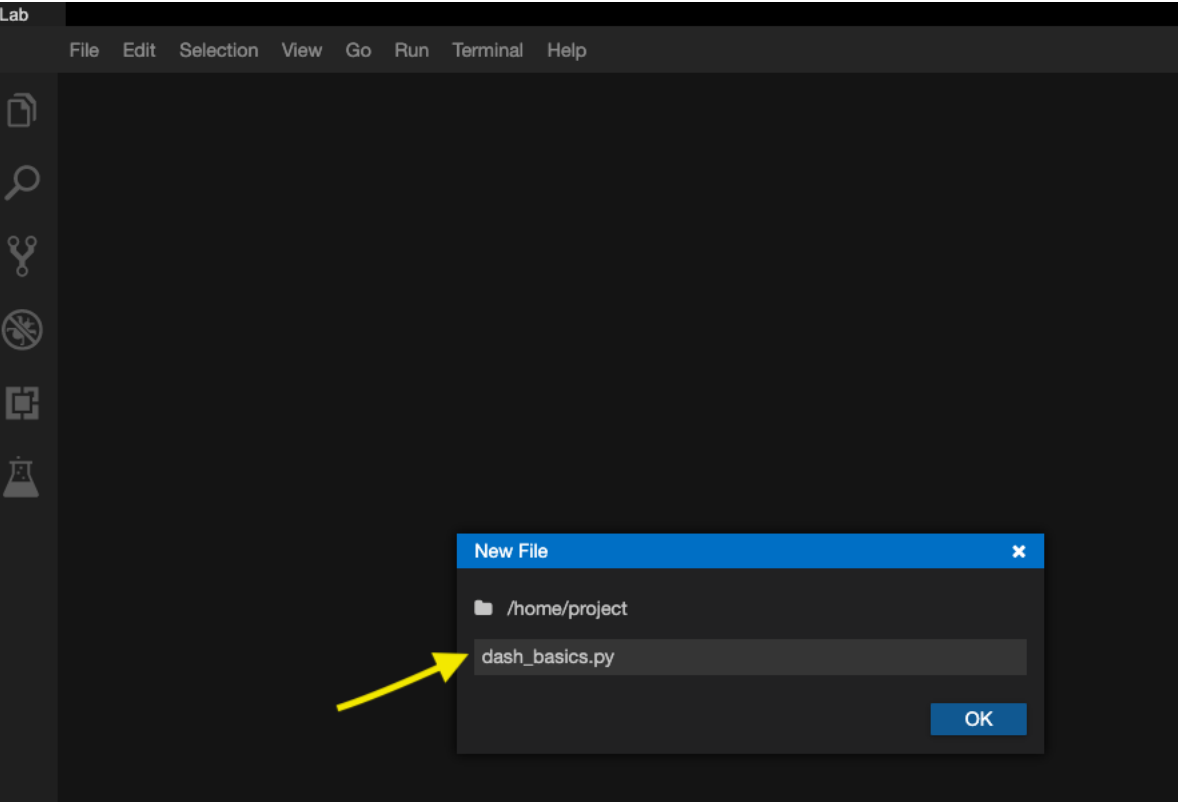 Lab
File Edit Selection View Go Run Terminal Help
New File
/home/project
dash_basics.py
OK